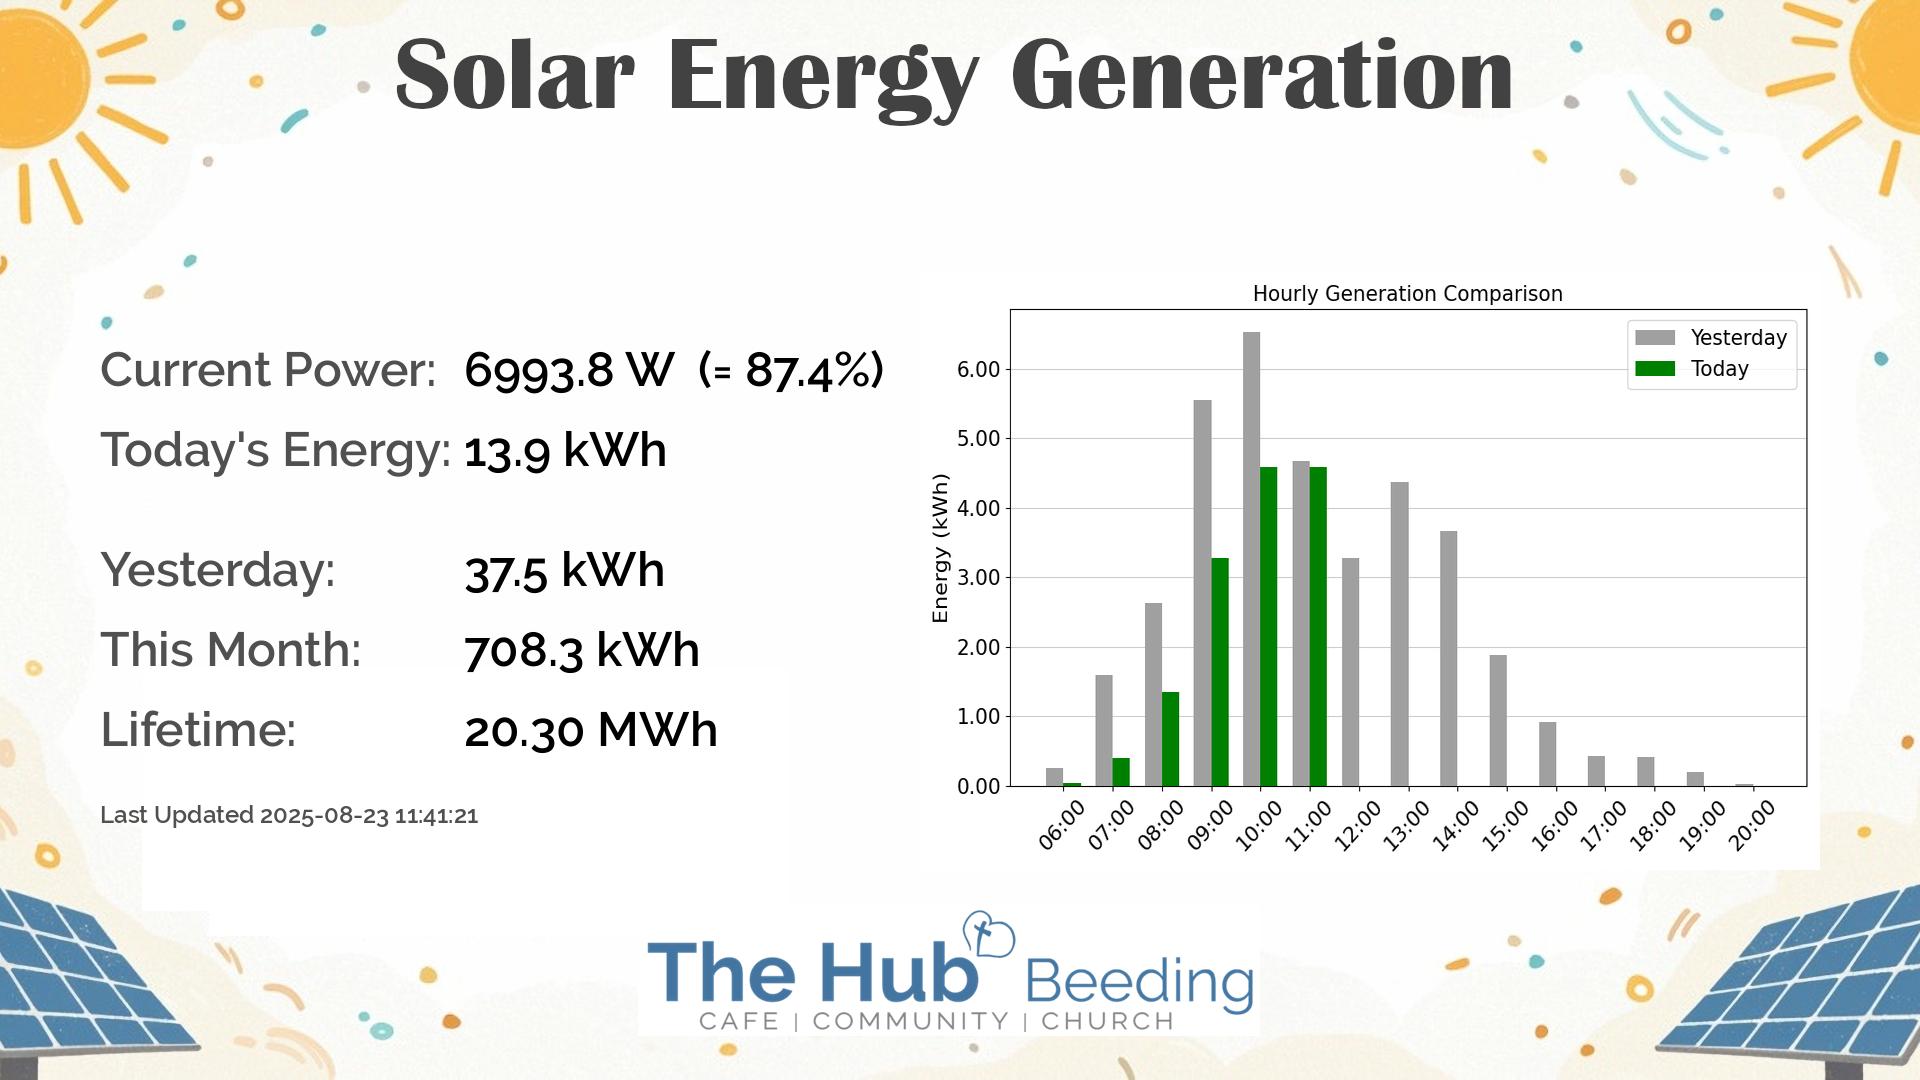 Solar Energy Generation
Current Power: 6993.8 W (= 87.4%)
Today's Energy: 13.9 kWh
Yesterday: 37.5 kWh
This Month: 708.3 kWh
Lifetime: 20.30 MWh
Last Updated 2025-08-23 11:41:21
Hourly Generation Comparison
Yesterday
Today
Energy (kWh)
6.00
5.00
4.00
3.00
2.00
1.00
0.00
06:00 07:00 08:00 09:00 10:00 11:00 12:00 13:00 14:00 15:00 16:00 17:00 18:00 19:00 20:00
The Hub Beeding
CAFE | COMMUNITY | CHURCH